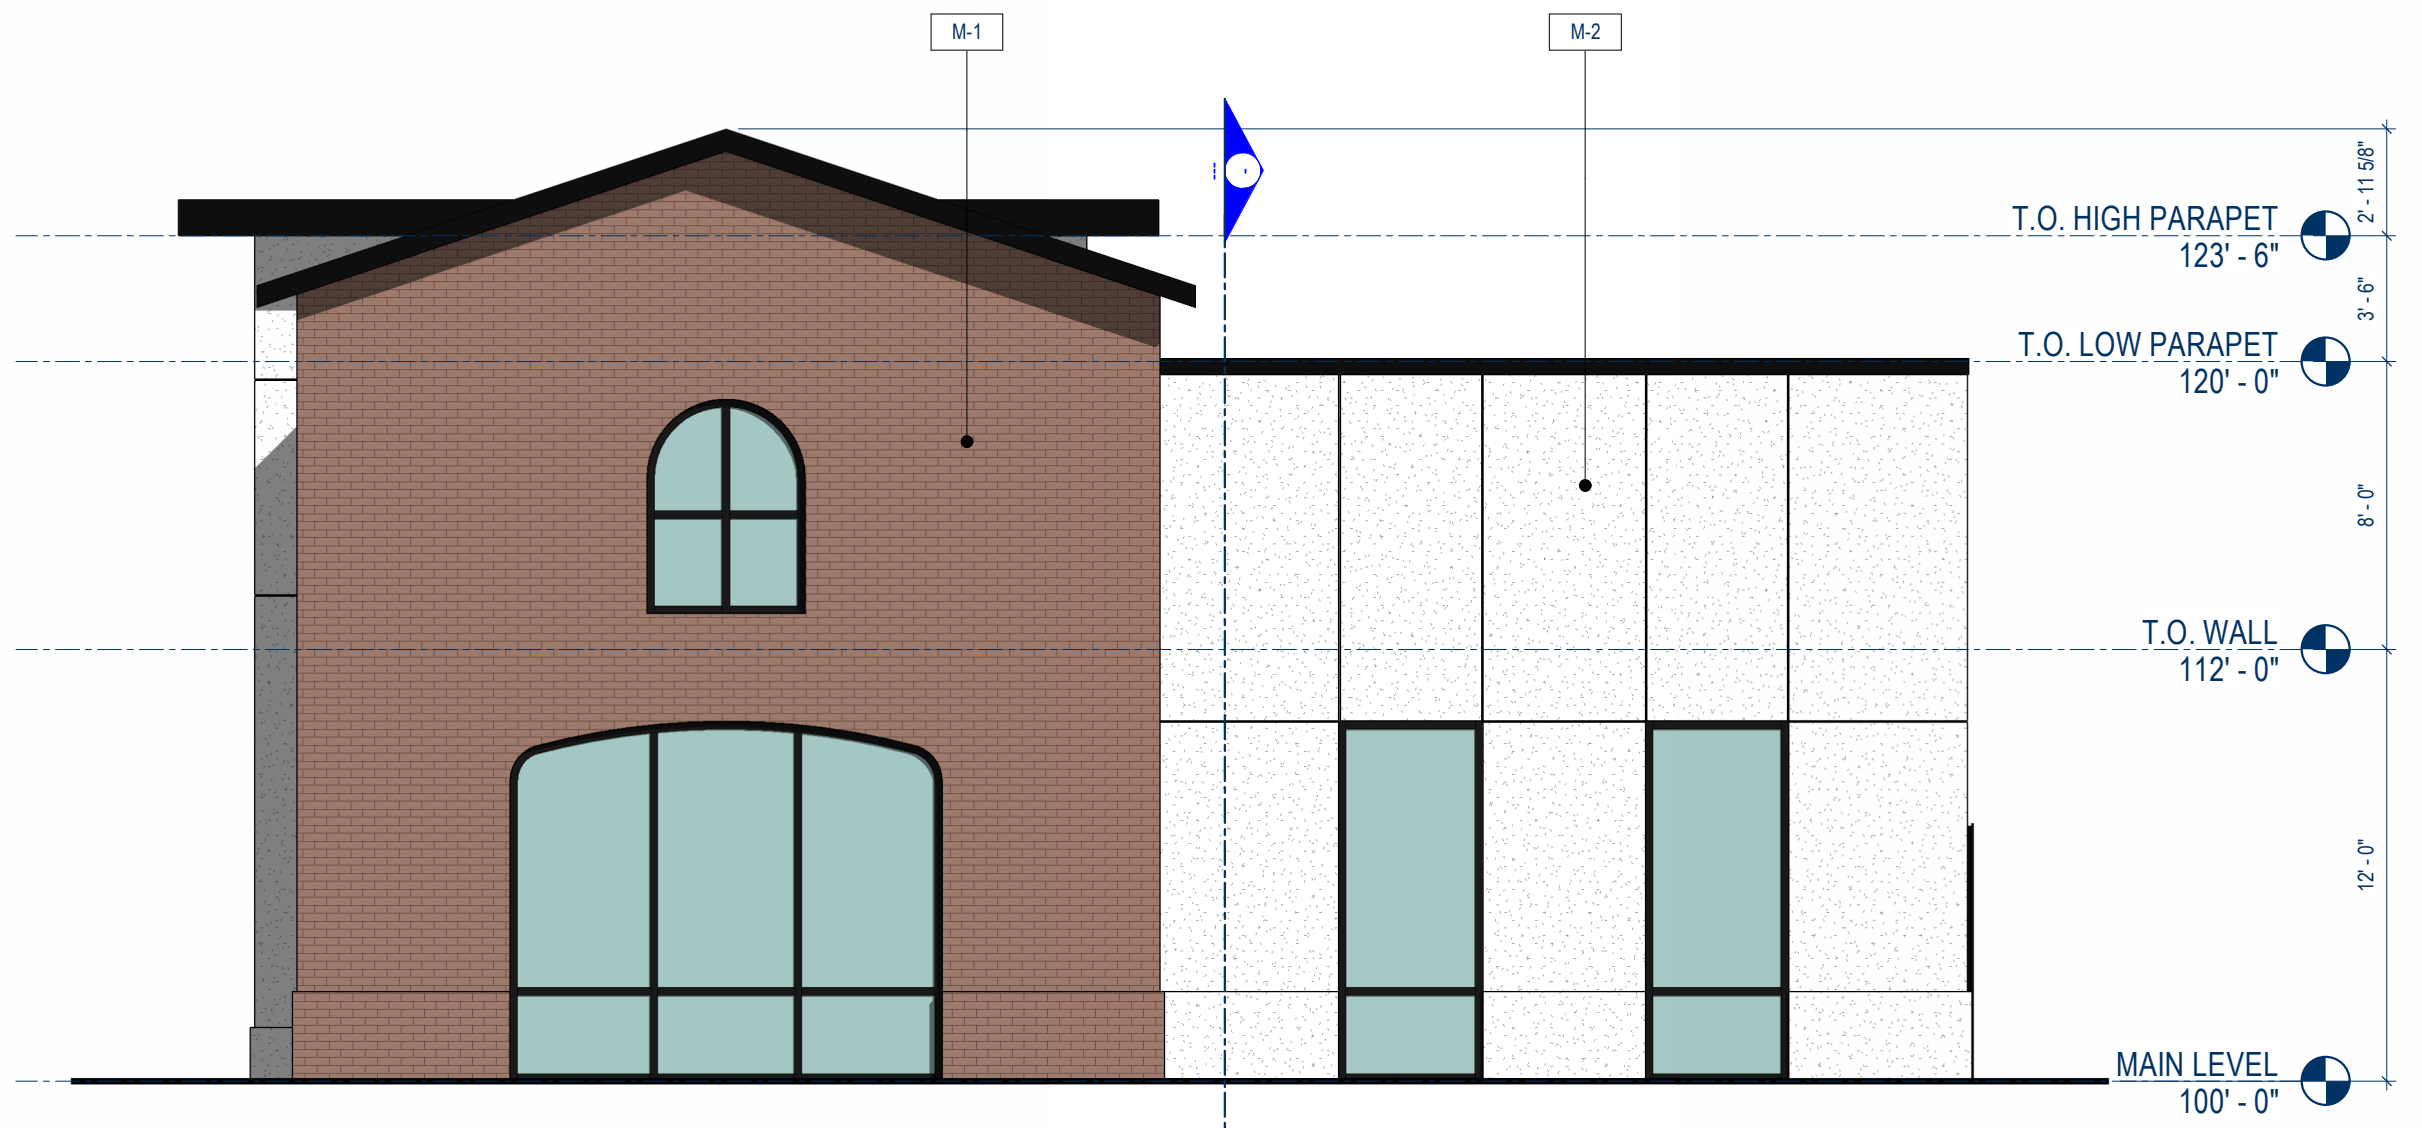 M-1
M-2
---
-
2' - 11 5/8"
T.O. HIGH PARAPET
123' - 6"
3' - 6"
T.O. LOW PARAPET
120' - 0"
8' - 0"
T.O. WALL
112' - 0"
12' - 0"
MAIN LEVEL
100' - 0"